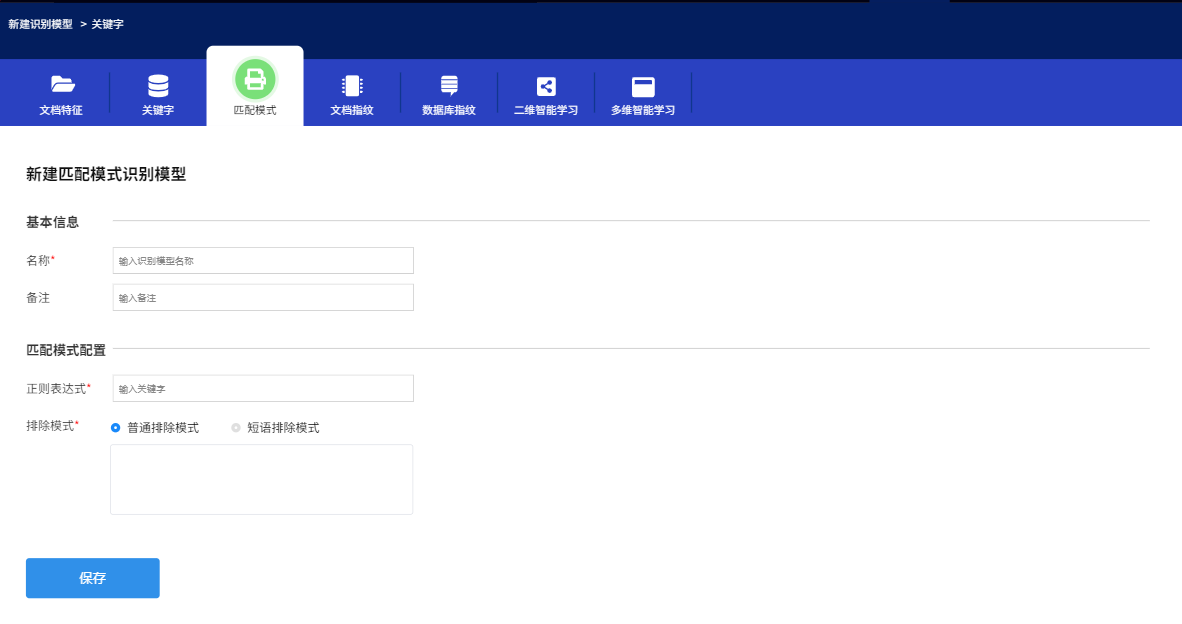 新建识别模型 > 关键字
文档特征 关键字 匹配模式 文档指纹 数据库指纹 二维智能学习 多维智能学习
新建匹配模式识别模型
基本信息
名称* 输入识别模型名称
备注 输入备注
匹配模式配置
正则表达式* 输入关键字
排除模式* 普通排除模式 短语排除模式
保存